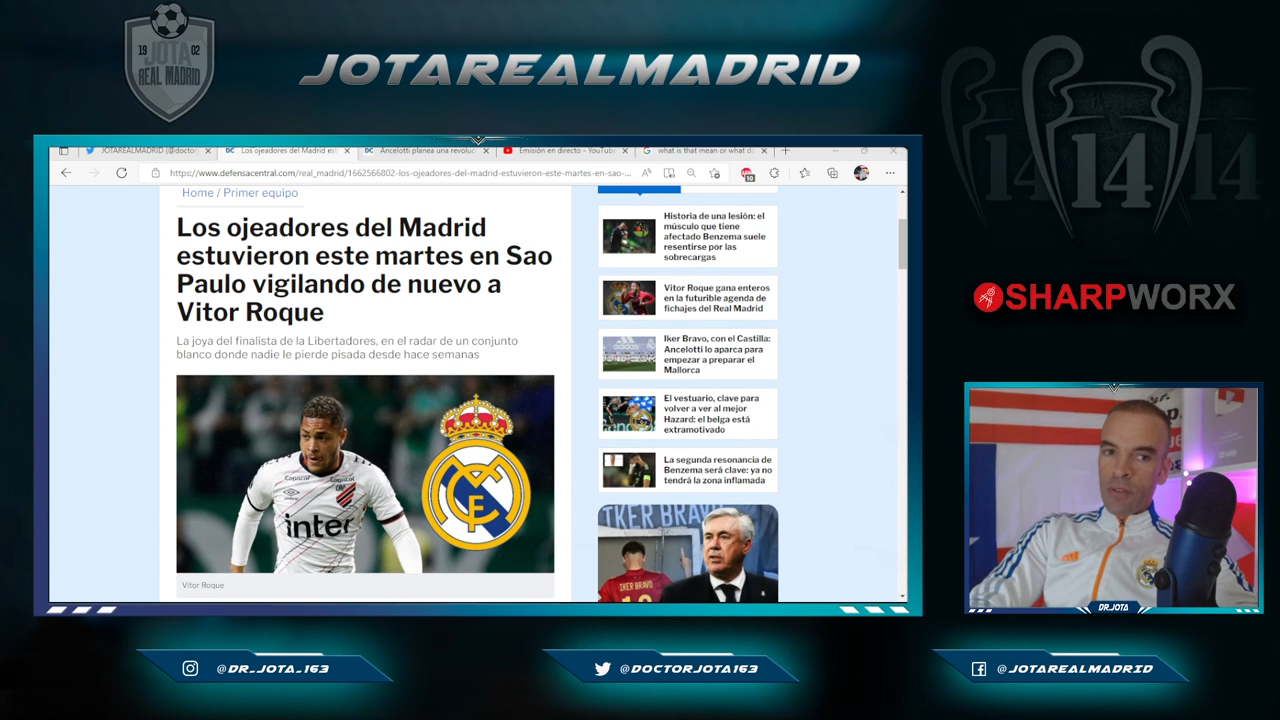 19 JOTA 02
REAL MADRID
JOTAREALMADRID
14 14 14
JOTAREALMADRID (@doctor
Los ojeadores del Madrid est
Ancelotti planea una revoluc
Emisión en directo - YouTube
what is that mean or what d
https://www.defensacentral.com/real_madrid/1662566802-los-ojeadores-del-madrid-estuvieron-este-martes-en-sao-...
Home / Primer equipo
Los ojeadores del Madrid
estuvieron este martes en Sao
Paulo vigilando de nuevo a
Vitor Roque
La joya del finalista de la Libertadores, en el radar de un conjunto
blanco donde nadie le pierde pisada desde hace semanas
inter
Vitor Roque
Historia de una lesión: el
músculo que tiene
afectado Benzema suele
resentirse por las
sobrecargas
Vitor Roque gana enteros
en la futurible agenda de
fichajes del Real Madrid
Iker Bravo, con el Castilla:
Ancelotti lo aparca para
empezar a preparar el
Mallorca
El vestuario, clave para
volver a ver al mejor
Hazard: el belga está
extramotivado
La segunda resonancia de
Benzema será clave: ya no
tendrá la zona inflamada
IKER BRAVO
SHARPWORX
DR.JOTA
@DR_JOTA_163
@DOCTORJOTA163
@JOTAREALMADRID